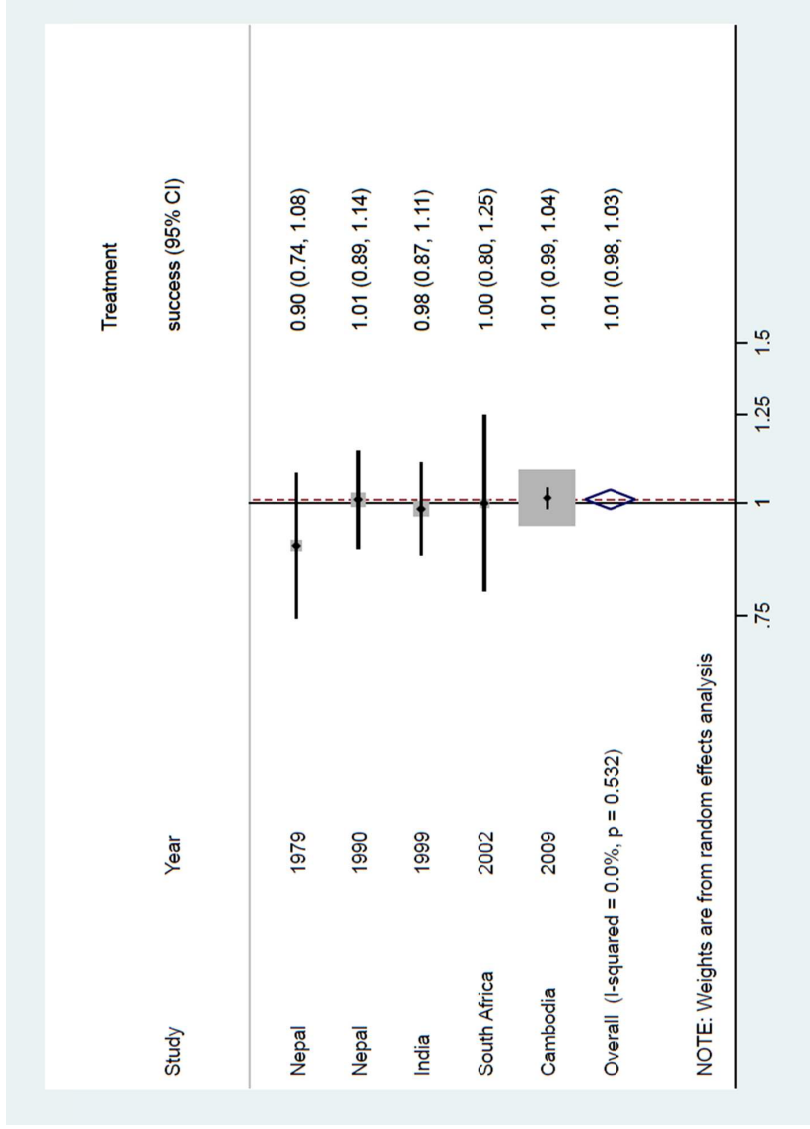 Treatment
Study Year success (95% CI)
Nepal 1979 0.90 (0.74, 1.08)
Nepal 1990 1.01 (0.89, 1.14)
India 1999 0.98 (0.87, 1.11)
South Africa 2002 1.00 (0.80, 1.25)
Cambodia 2009 1.01 (0.99, 1.04)
Overall (I-squared = 0.0%, p = 0.532) 1.01 (0.98, 1.03)
NOTE: Weights are from random effects analysis
.75 1 1.25 1.5